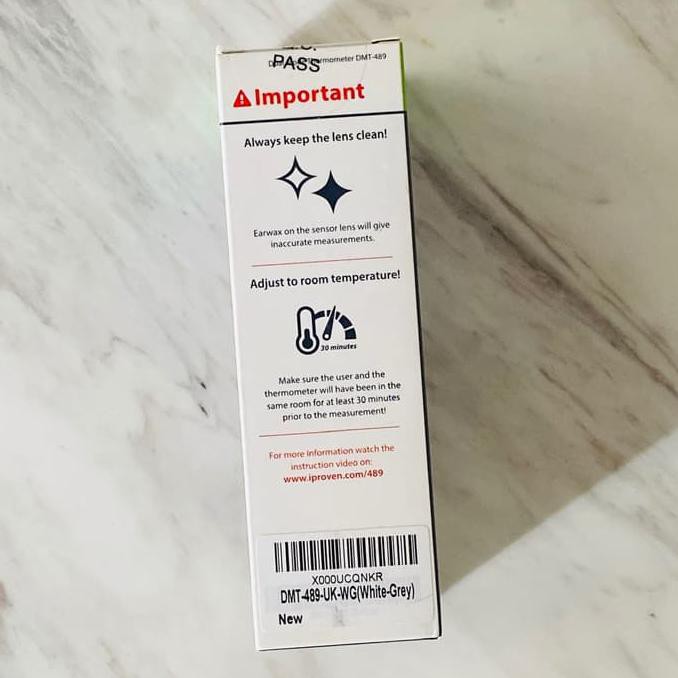 PASS
thermometer DMT-489
Important
Always keep the lens clean!
Earwax on the sensor lens will give
inaccurate measurements.
Adjust to room temperature!
30 minutes
Make sure the user and the
thermometer will have been in the
same room for at least 30 minutes
prior to the measurement!
For more information watch the
instruction video on:
www.iproven.com/489
X000UCQNKR
DMT-489-UK-WG(White-Grey)
New